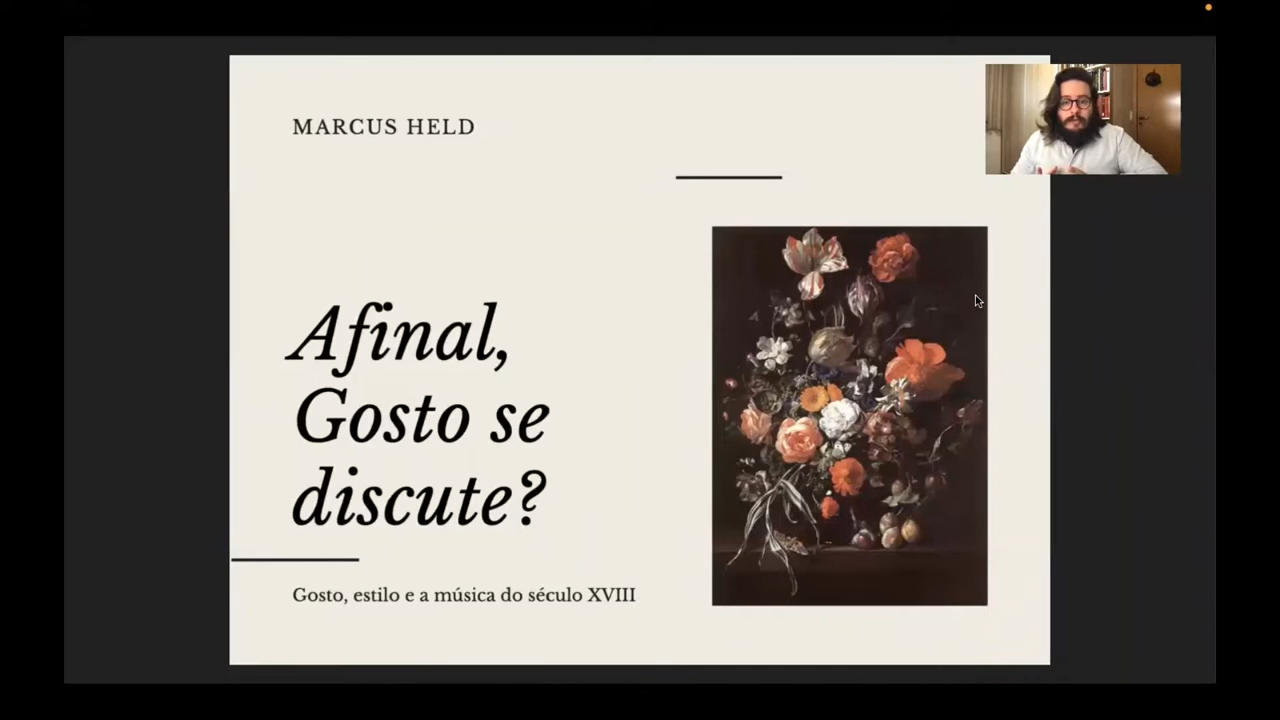 MARCUS HELD
Afinal,
Gosto se
discute?
Gosto, estilo e a música do século XVIII